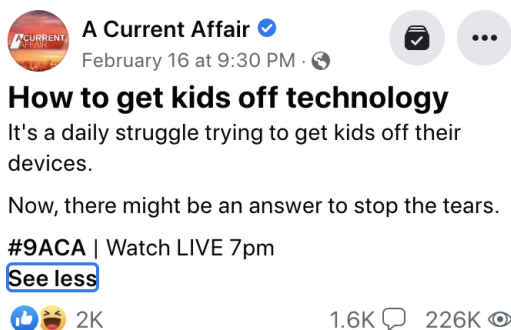 A CURRENT AFFAIR
A Current Affair
February 16 at 9:30 PM ·
How to get kids off technology
It's a daily struggle trying to get kids off their
devices.
Now, there might be an answer to stop the tears.
#9ACA | Watch LIVE 7pm
See less
2K 1.6K 226K